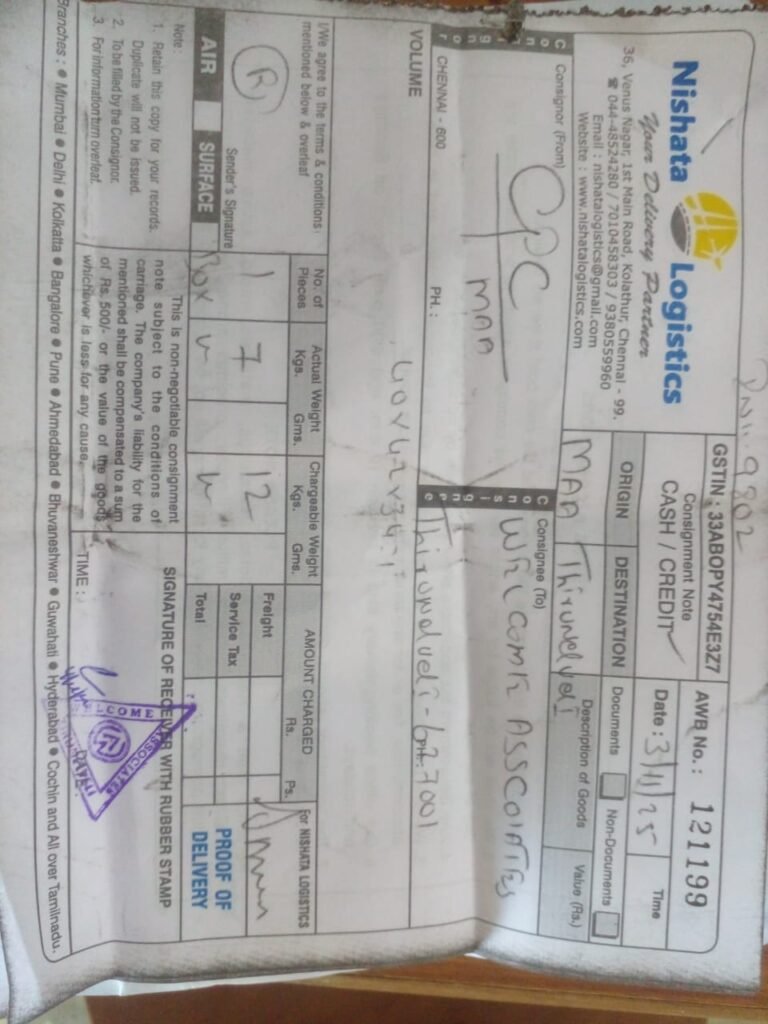 Nishata Logistics
Your Delivery Partner
36, Venus Nagar, 1st Main Road, Kolathur, Chennai - 99.
☎ 044-48524280 / 7010458303 / 9380559960
Email : nishatalogistics@gmail.com
Website : www.nishatalogistics.com
GSTIN : 33ABOPY4754E3Z7
Consignment Note
CASH / CREDIT ✓
AWB No. : 121199
Date : 3/11/25
Time
ORIGIN
DESTINATION
MAA
Documents
Non-Documents
Description of Goods
Value (Rs.)
Consignor
Consignor (From)
CPC
MAA
CHENNAI - 600
PH. :
Consignee
Consignee (To)
WELCOME ASSCOIATES
Thirunelveli - 627001
PH. :
VOLUME
40 x 42 x 34 : 1
I/We agree to the terms & conditions
mentioned below & overleaf
Sender's Signature
AIR
SURFACE
No. of Pieces
Actual Weight
Kgs. Gms.
Chargeable Weight
Kgs. Gms.
1
7
12
Box
AMOUNT CHARGED
Rs. Ps.
Freight
Service Tax
Total
For NISHATA LOGISTICS
PROOF OF
DELIVERY
Note :
1. Retain this copy for your records.
Duplicate will not be issued.
2. To be filled by the Consignor.
3. For information turn overleaf.
This is non-negotiable consignment
note subject to the conditions of
carriage. The company's liability for the
mentioned shall be compensated to a sum
of Rs. 500/- or the value of the goods
whichever is less for any cause.
SIGNATURE OF RECEIVER WITH RUBBER STAMP
TIME :
DATE :
Branches : • Mumbai • Delhi • Kolkatta • Bangalore • Pune • Ahmedabad • Bhuvaneshwar • Guwahati • Hyderabad • Cochin and All over Tamilnadu.